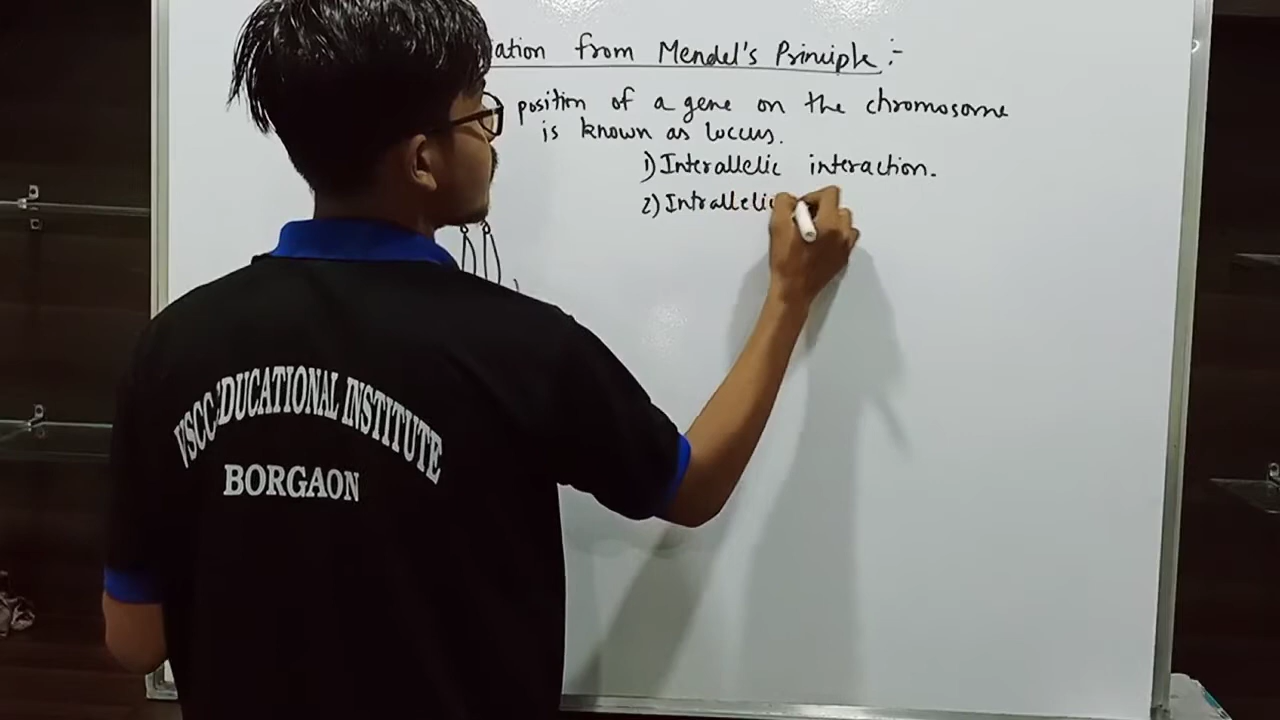 iation from Mendel's Principle :-
position of a gene on the chromosome
is known as locus.
1) Interallelic interaction.
2) Intrallelic
VSCC EDUCATIONAL INSTITUTE
BORGAON